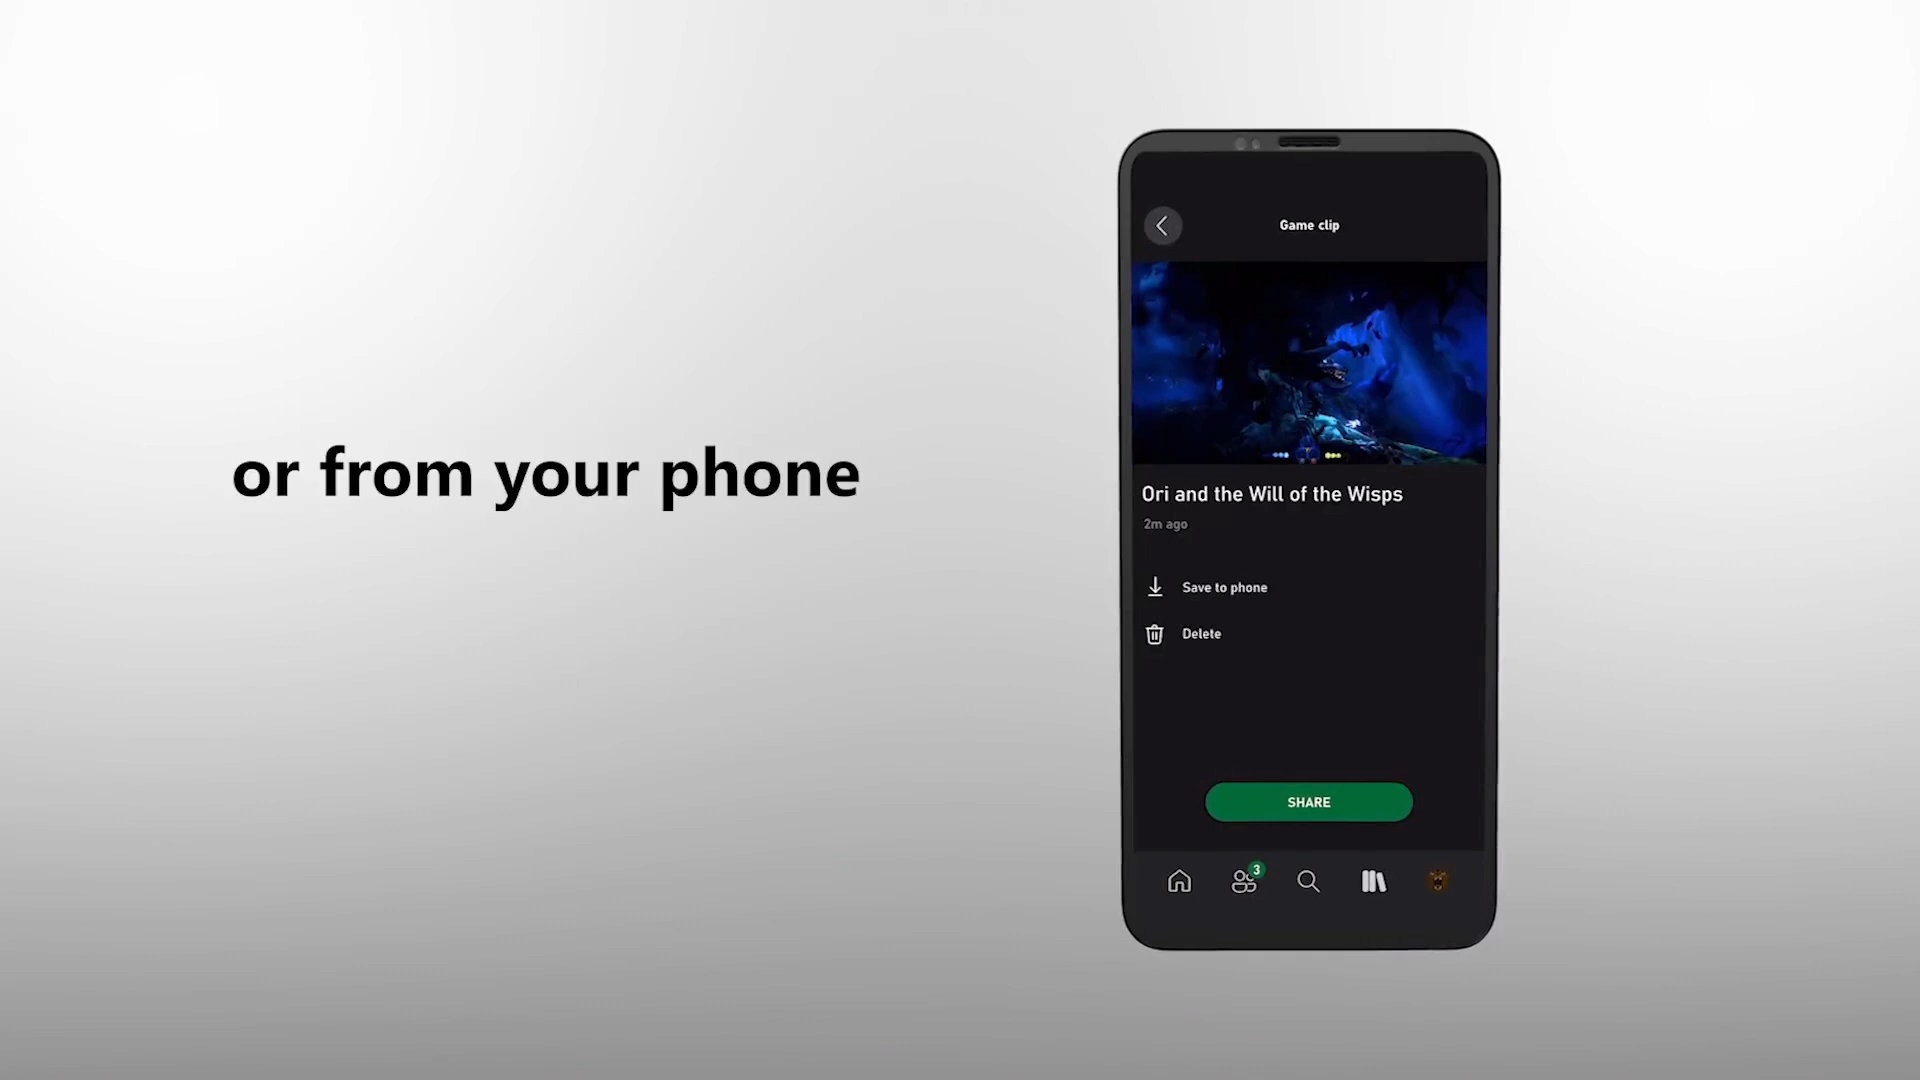 or from your phone
Game clip
Ori and the Will of the Wisps
2m ago
Save to phone
Delete
SHARE
3